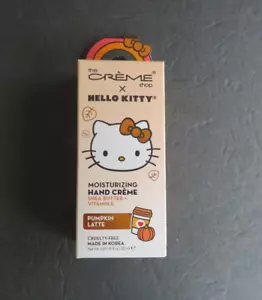 the
CRÈME
shop
×
HELLO KITTY®
MOISTURIZING
HAND CRÈME
SHEA BUTTER +
VITAMIN E
PUMPKIN
LATTE
CRUELTY-FREE
MADE IN KOREA